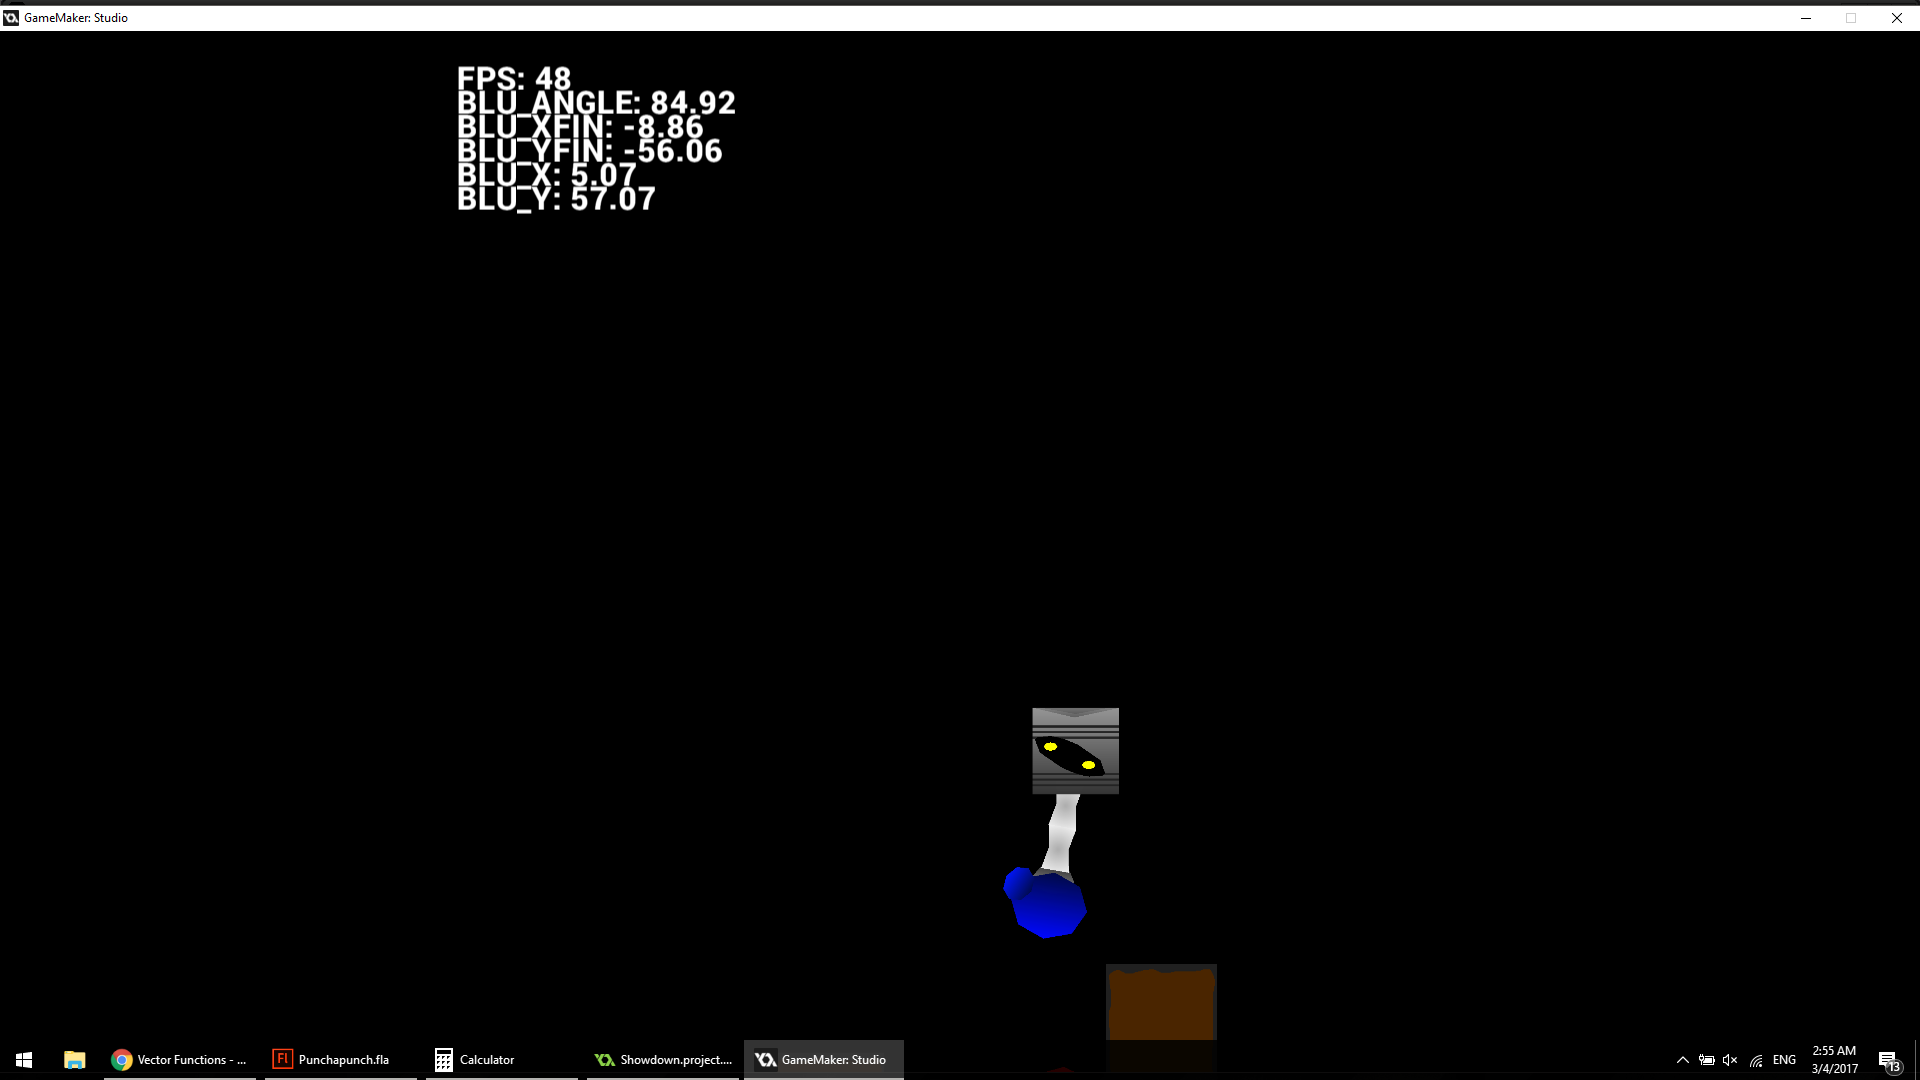 GameMaker: Studio
FPS: 48
BLU_ANGLE: 84.92
BLU_XFIN: -8.86
BLU_YFIN: -56.06
BLU_X: 5.07
BLU_Y: 57.07
Vector Functions - ...
Fl
Punchapunch.fla
Calculator
Showdown.project....
GameMaker: Studio
ENG
2:55 AM
3/4/2017
13